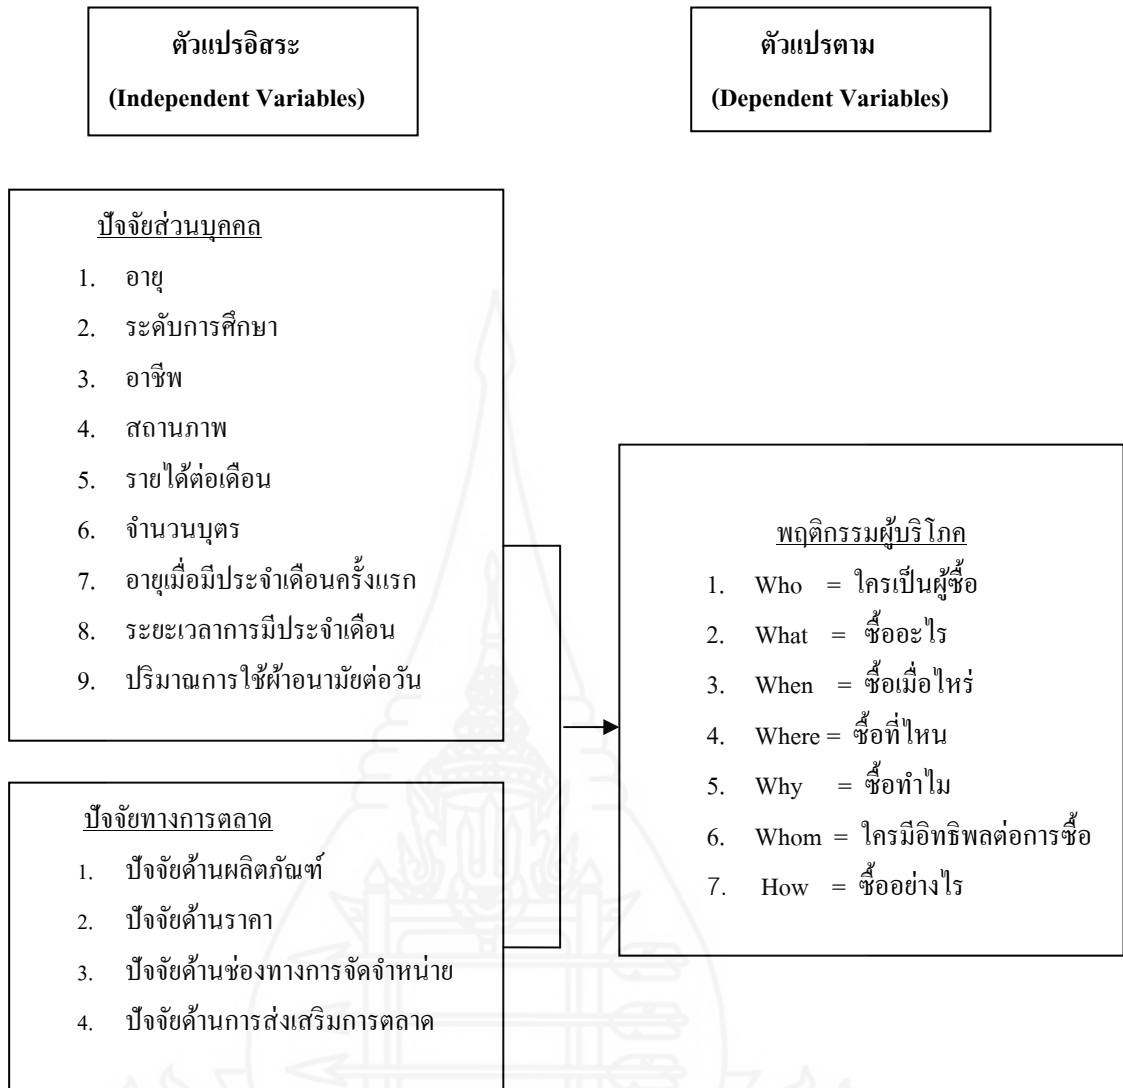 ตัวแปรอิสระ
(Independent Variables)
ตัวแปรตาม
(Dependent Variables)
ปัจจัยส่วนบุคคล
1. อายุ
2. ระดับการศึกษา
3. อาชีพ
4. สถานภาพ
5. รายได้ต่อเดือน
6. จำนวนบุตร
7. อายุเมื่อมีประจำเดือนครั้งแรก
8. ระยะเวลาการมีประจำเดือน
9. ปริมาณการใช้ผ้าอนามัยต่อวัน
ปัจจัยทางการตลาด
1. ปัจจัยด้านผลิตภัณฑ์
2. ปัจจัยด้านราคา
3. ปัจจัยด้านช่องทางการจัดจำหน่าย
4. ปัจจัยด้านการส่งเสริมการตลาด
พฤติกรรมผู้บริโภค
1. Who = ใครเป็นผู้ซื้อ
2. What = ซื้ออะไร
3. When = ซื้อเมื่อไหร่
4. Where = ซื้อที่ไหน
5. Why = ซื้อทำไม
6. Whom = ใครมีอิทธิพลต่อการซื้อ
7. How = ซื้ออย่างไร